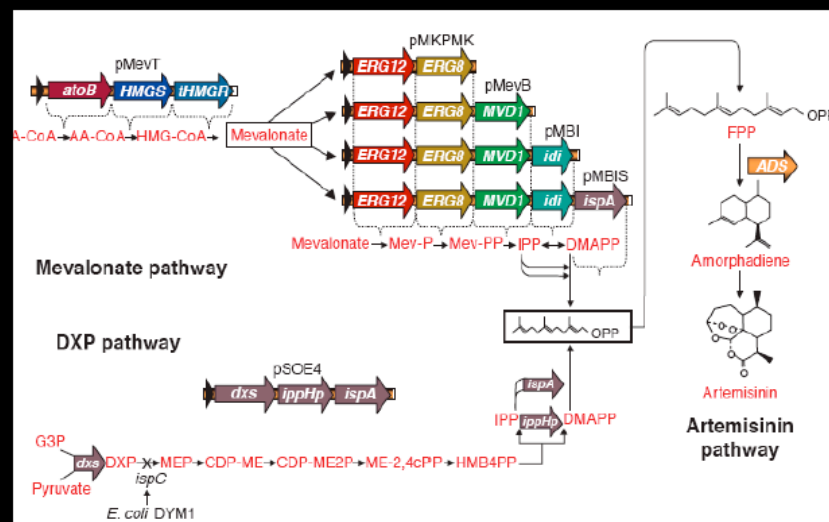 pMevT
atoB HMGS tHMGR
A-CoA AA-CoA HMG-CoA
Mevalonate
pMKPMK
ERG12 ERG8
pMevB
ERG12 ERG8 MVD1
pMBI
ERG12 ERG8 MVD1 idi
pMBIS
ERG12 ERG8 MVD1 idi ispA
Mevalonate Mev-P Mev-PP IPP DMAPP
Mevalonate pathway
OPP
FPP
ADS
Amorphadiene
O
O
O
O
O
Artemisinin
Artemisinin
pathway
OPP
DXP pathway
pSOE4
dxs ippHp ispA
ispA
IPP ippHp DMAPP
G3P
dxs
Pyruvate
DXP x MEP CDP-ME CDP-ME2P ME-2,4cPP HMB4PP
ispC
E. coli DYM1